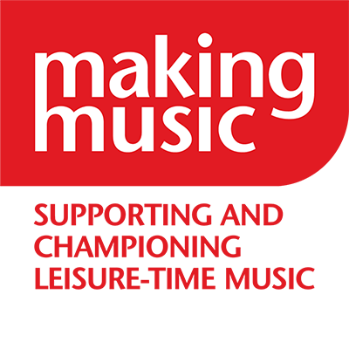 making
music
SUPPORTING AND
CHAMPIONING
LEISURE-TIME MUSIC